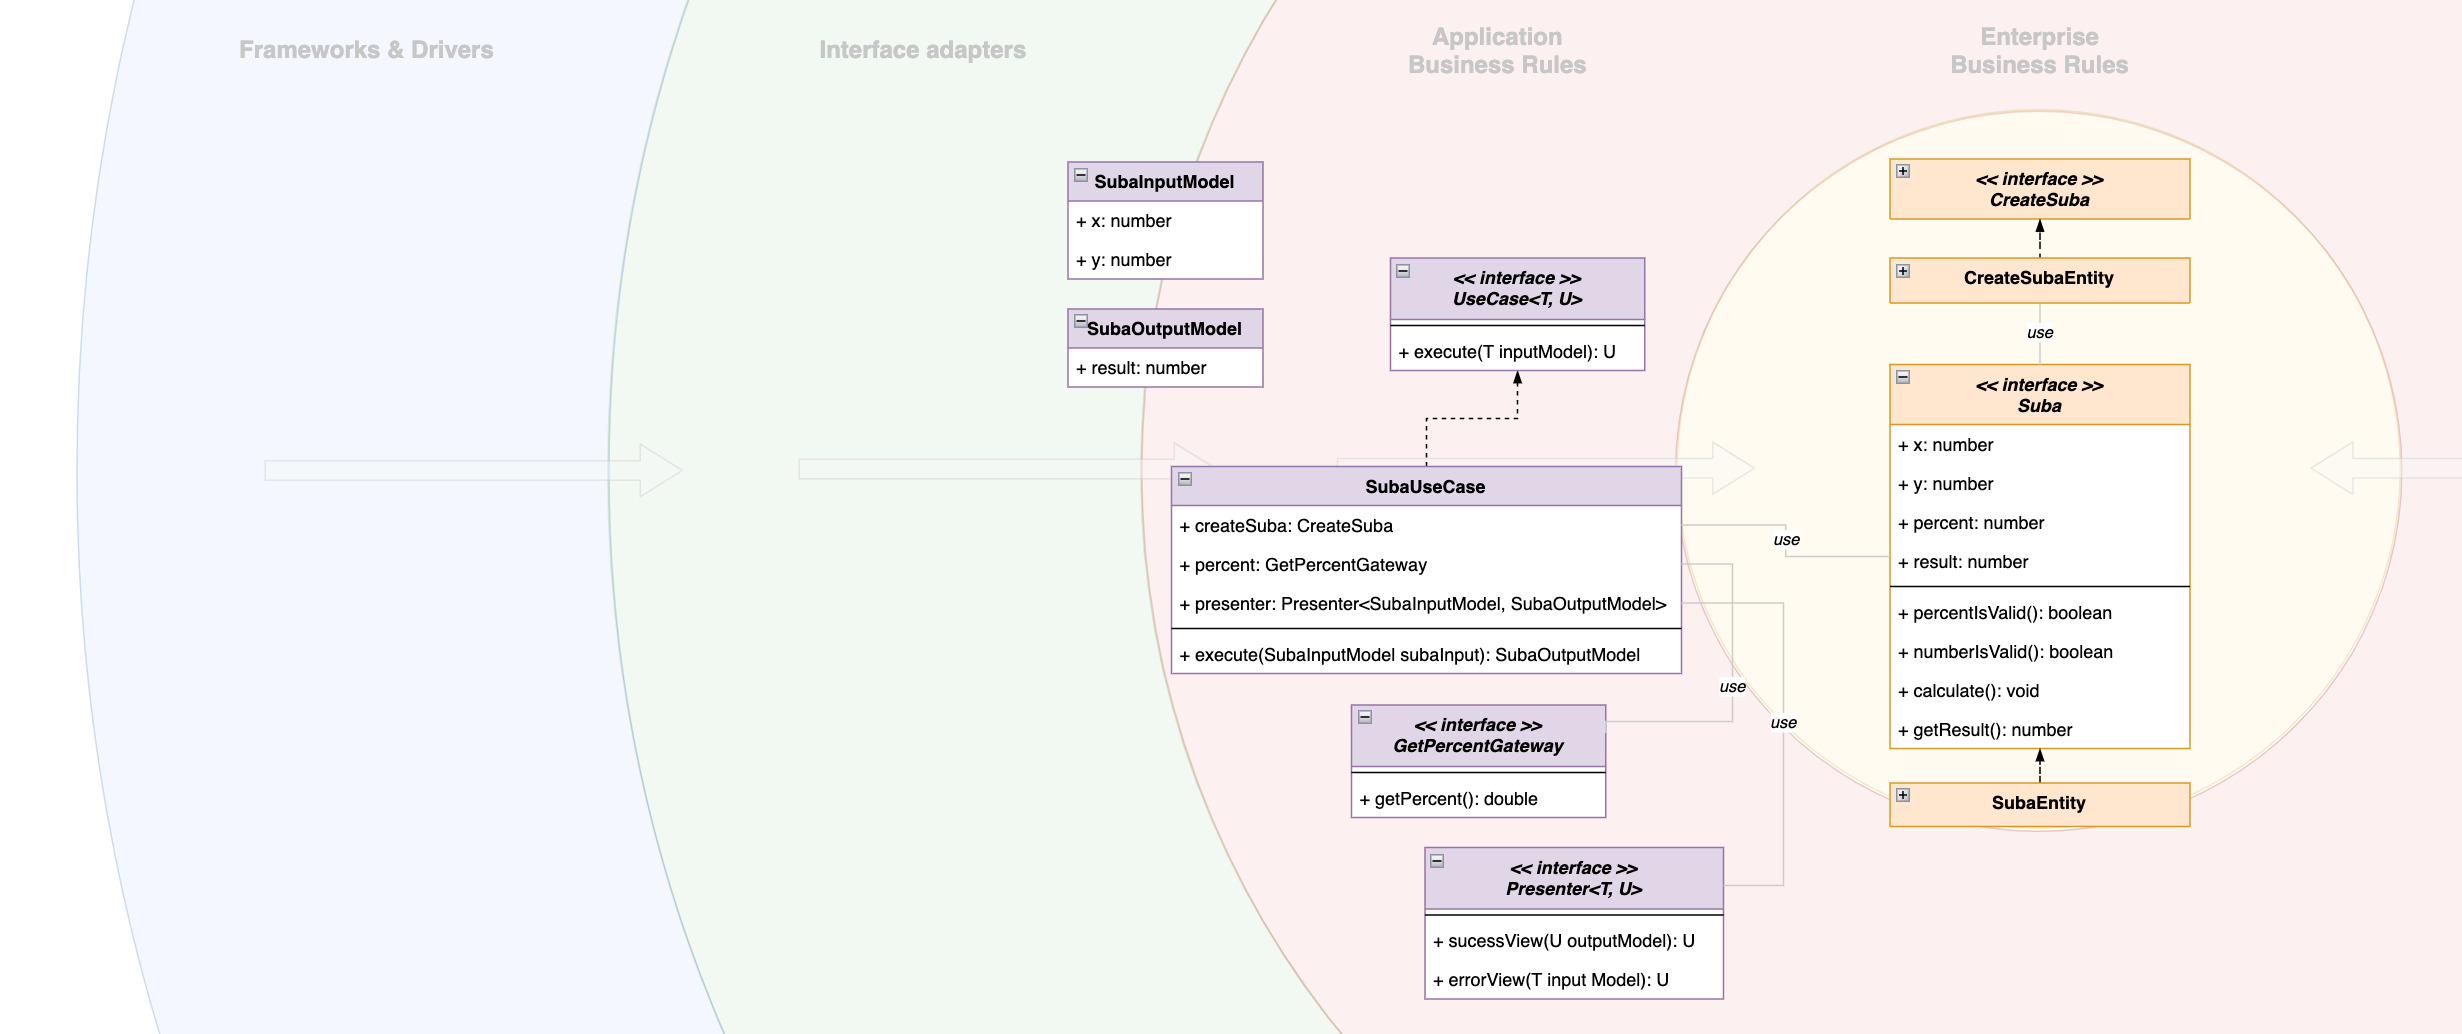 Frameworks & Drivers
Interface adapters
Application
Business Rules
Enterprise
Business Rules
SubaInputModel
+ x: number
+ y: number
SubaOutputModel
+ result: number
<< interface >>
UseCase<T, U>
+ execute(T inputModel): U
SubaUseCase
+ createSuba: CreateSuba
+ percent: GetPercentGateway
+ presenter: Presenter<SubaInputModel, SubaOutputModel>
+ execute(SubaInputModel subaInput): SubaOutputModel
use
use
use
<< interface >>
GetPercentGateway
+ getPercent(): double
<< interface >>
Presenter<T, U>
+ sucessView(U outputModel): U
+ errorView(T input Model): U
<< interface >>
CreateSuba
CreateSubaEntity
use
<< interface >>
Suba
+ x: number
+ y: number
+ percent: number
+ result: number
+ percentIsValid(): boolean
+ numberIsValid(): boolean
+ calculate(): void
+ getResult(): number
SubaEntity